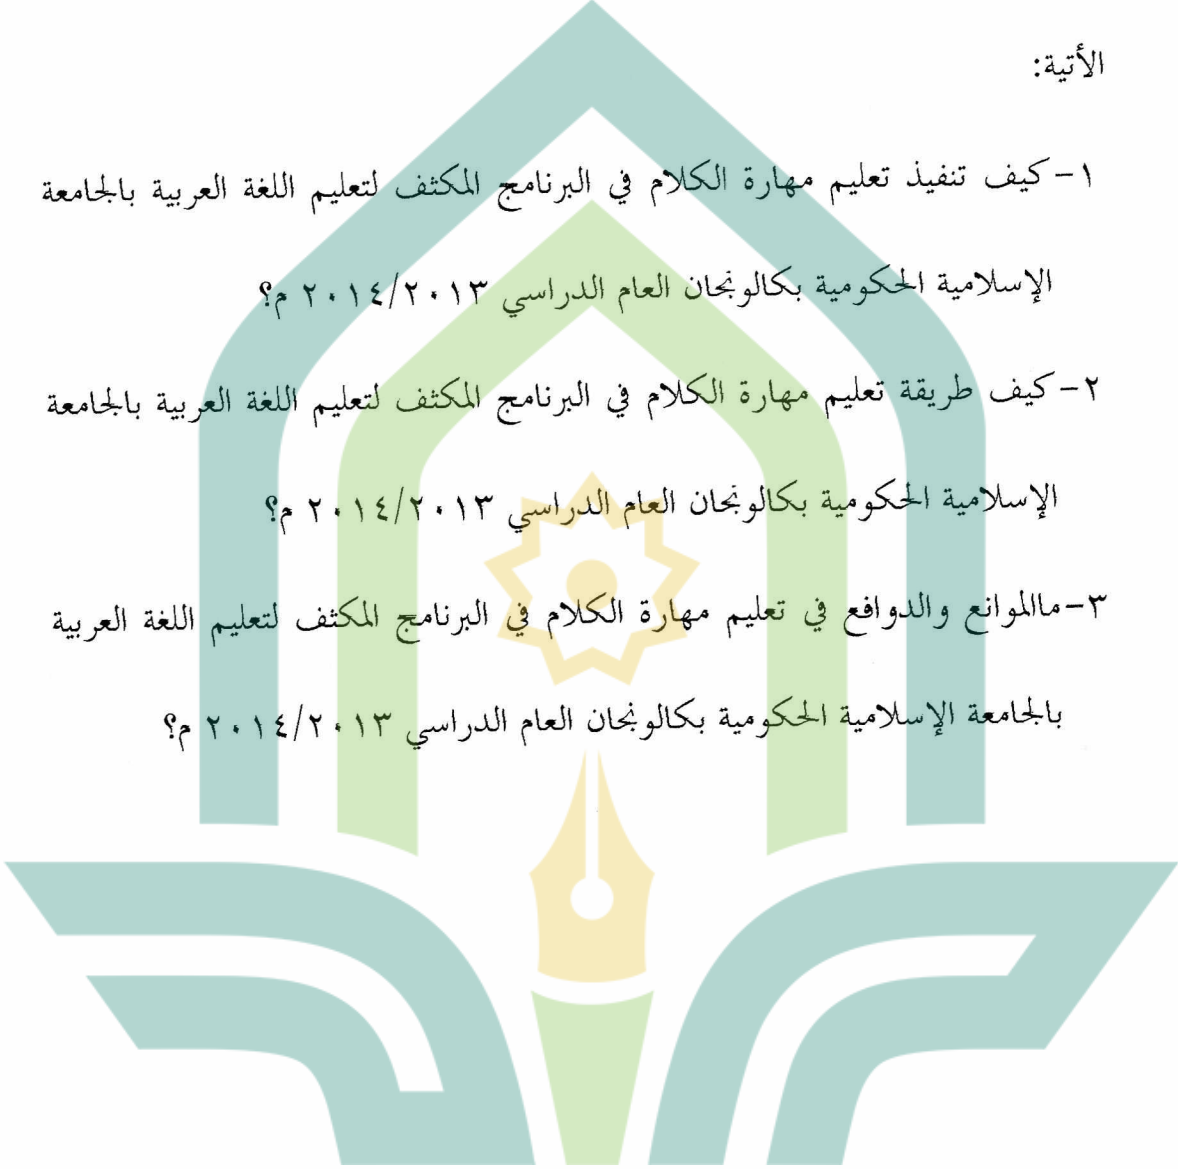 الأتية:
١- كيف تنفيذ تعليم مهارة الكلام في البرنامج المكثف لتعليم اللغة العربية بالجامعة
الإسلامية الحكومية بكالونجان العام الدراسي ٢٠١٤/٢٠١٣ م؟
٢- كيف طريقة تعليم مهارة الكلام في البرنامج المكثف لتعليم اللغة العربية بالجامعة
الإسلامية الحكومية بكالونجان العام الدراسي ٢٠١٤/٢٠١٣ م؟
٣- ماالموانع والدوافع في تعليم مهارة الكلام في البرنامج المكثف لتعليم اللغة العربية
بالجامعة الإسلامية الحكومية بكالونجان العام الدراسي ٢٠١٤/٢٠١٣ م؟